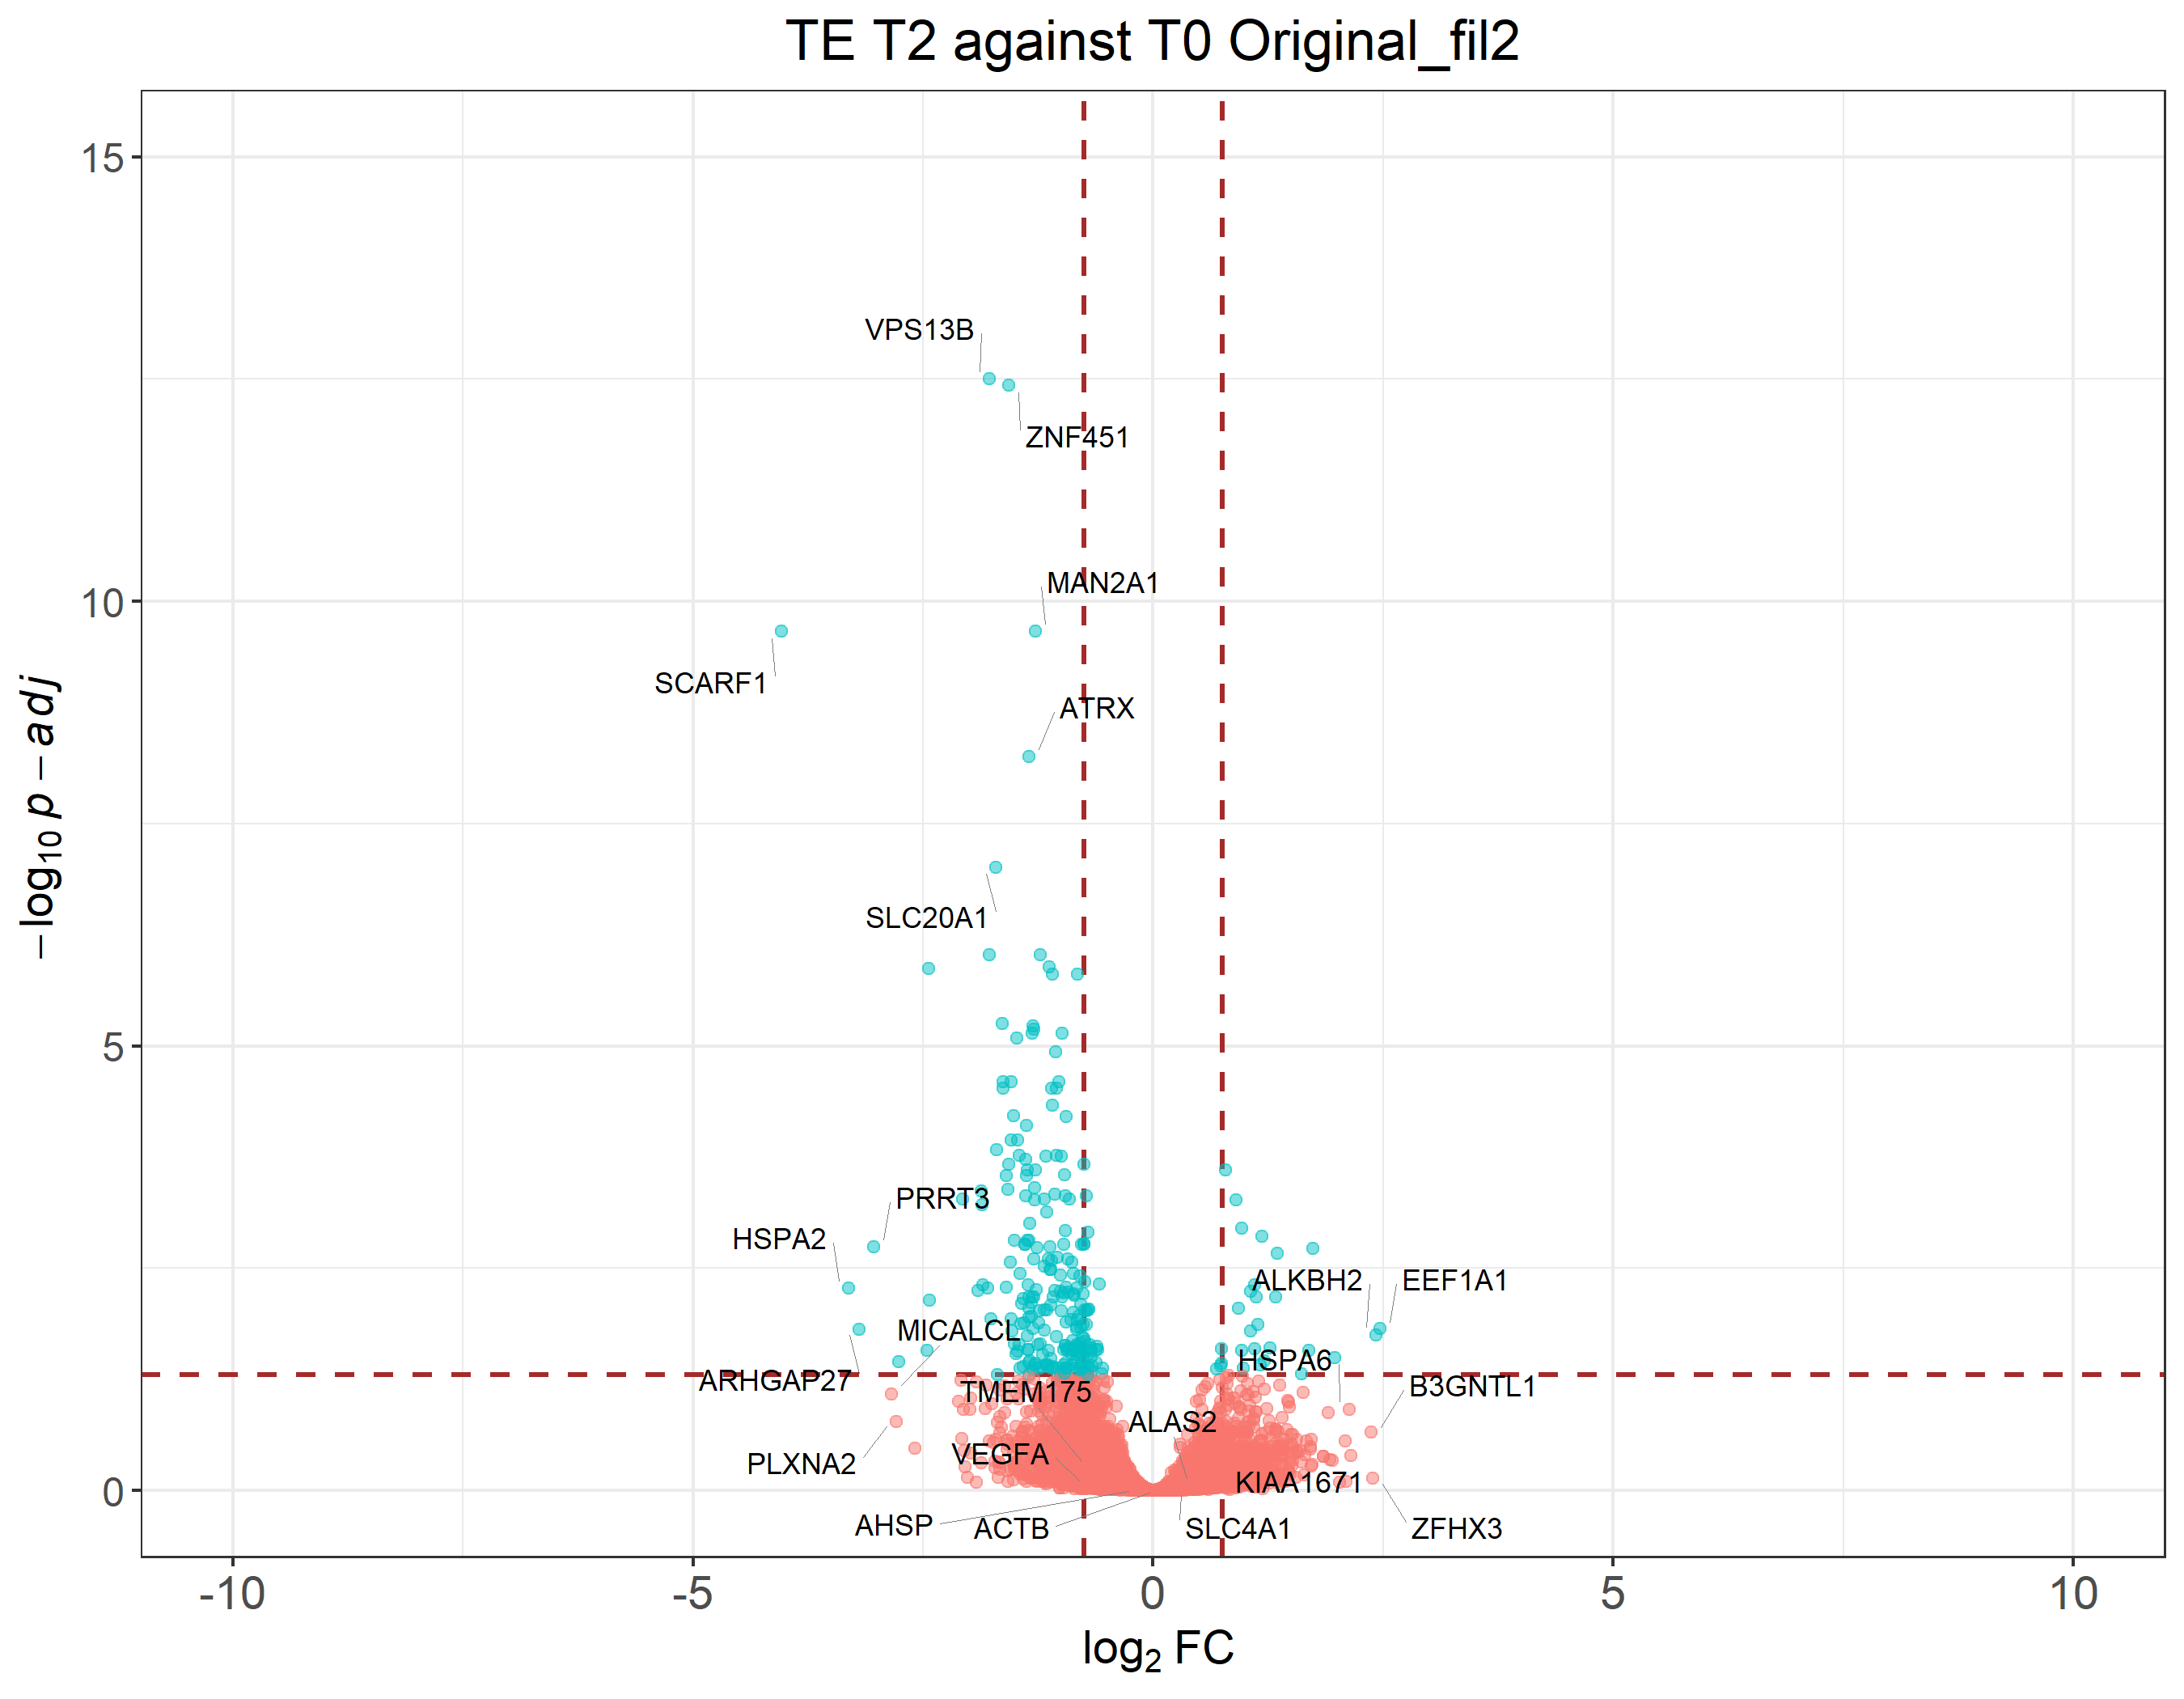 TE T2 against T0 Original_fil2
15
VPS13B
ZNF451
10
MAN2A1
SCARF1
ATRX
SLC20A1
5
PRRT3
HSPA2
ALKBH2
EEF1A1
MICALCL
HSPA6
ARHGAP27
TMEM175
B3GNTL1
ALAS2
VEGFA
PLXNA2
KIAA1671
0
AHSP
ACTB
SLC4A1
ZFHX3
-10
-5
0
5
10
log2 FC
−log10 p − adj